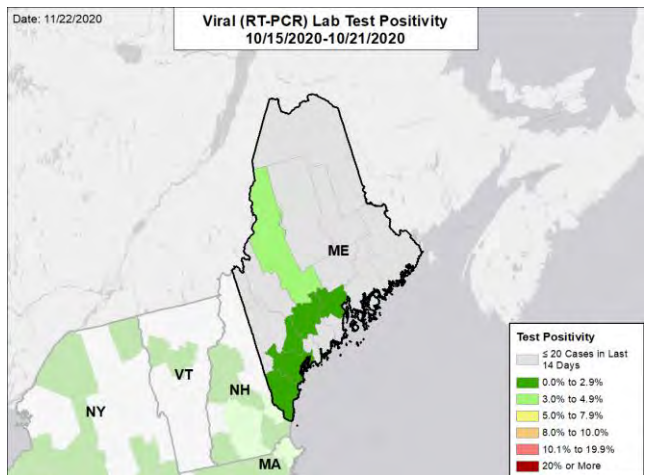 Date: 11/22/2020
Viral (RT-PCR) Lab Test Positivity
10/15/2020-10/21/2020
ME
VT
NH
NY
MA
Test Positivity
≤ 20 Cases in Last
14 Days
0.0% to 2.9%
3.0% to 4.9%
5.0% to 7.9%
8.0% to 10.0%
10.1% to 19.9%
20% or More